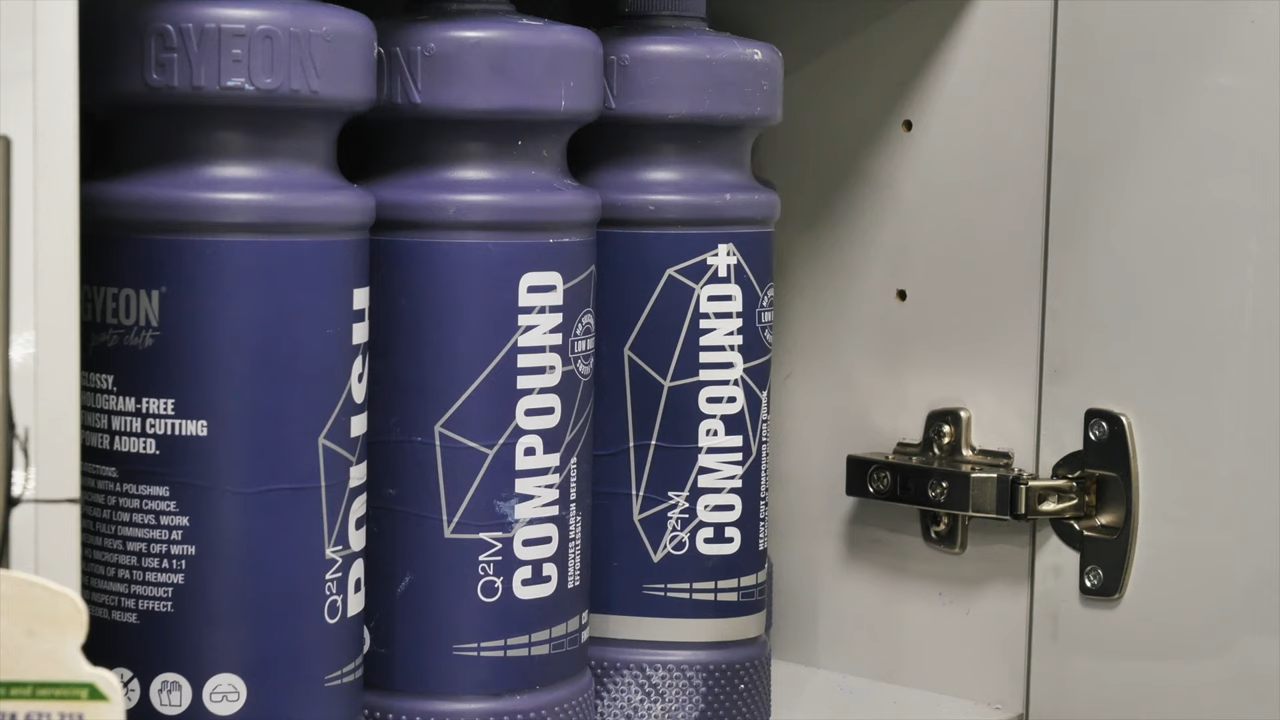 GYEON
GYEON
GLOSSY,
HOLOGRAM-FREE
FINISH WITH CUTTING
POWER ADDED.
DIRECTIONS:
WORK WITH A POLISHING
MACHINE OF YOUR CHOICE.
SPREAD AT LOW REVS. WORK
UNTIL FULLY DIMINISHED AT
MEDIUM REVS. WIPE OFF WITH
MICROFIBER. USE A 1:1
SOLUTION OF IPA TO REMOVE
THE REMAINING PRODUCT
AND INSPECT THE EFFECT.
REUSE.
Q²M
POLISH
ON
Q²M
COMPOUND
REMOVES HARSH DEFECTS
EFFORTLESSLY.
LOW
N
Q²M
COMPOUND+
HEAVY CUT COMPOUND FOR QUICK
LOW
and servicing